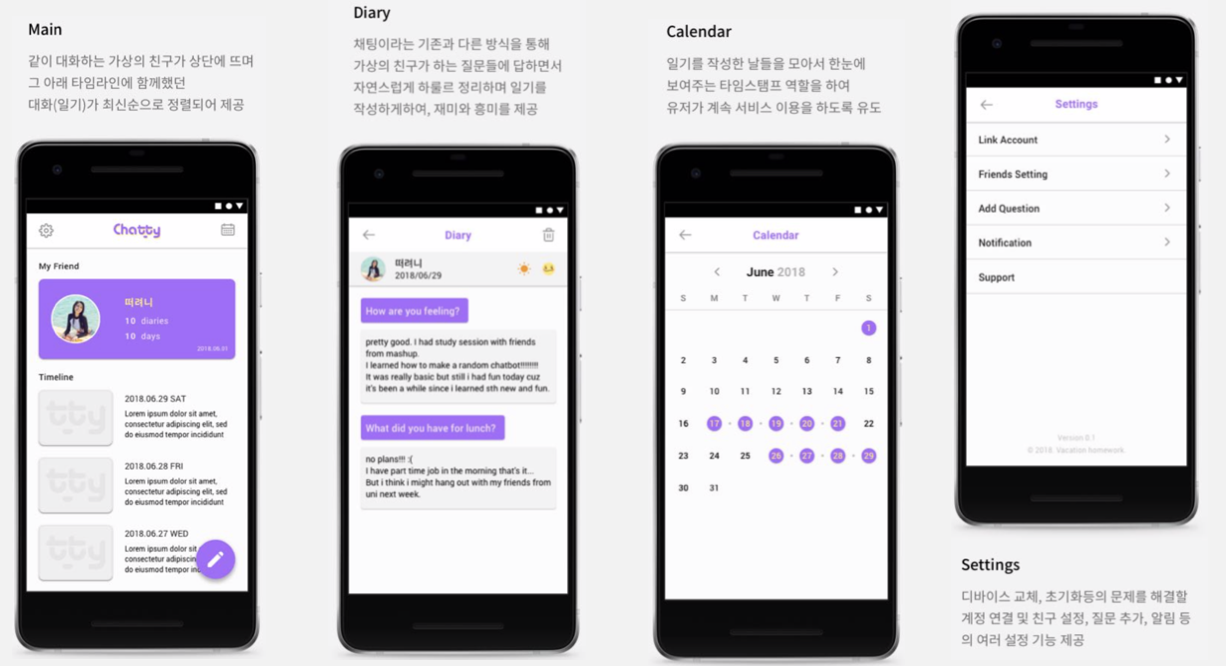 Main
같이 대화하는 가상의 친구가 상단에 뜨며
그 아래 타임라인에 함께했던
대화(일기)가 최신순으로 정렬되어 제공
Chatty
My Friend
떠러니
10 diaries
10 days
2018.06.01
Timeline
tty
2018.06.29 SAT
Lorem ipsum dolor sit amet,
consectetur adipiscing elit, sed
do eiusmod tempor incididunt
tty
2018.06.28 FRI
Lorem ipsum dolor sit amet,
consectetur adipiscing elit, sed
do eiusmod tempor incididunt
tty
2018.06.27 WED
Lorem ipsum dolor sit
consectetur adipiscin
do eiusmod tempor in
Diary
채팅이라는 기존과 다른 방식을 통해
가상의 친구가 하는 질문들에 답하면서
자연스럽게 하룰르 정리하며 일기를
작성하게하여, 재미와 흥미를 제공
Diary
떠러니
2018/06/29
How are you feeling?
pretty good. I had study session with friends
from mashup.
I learned how to make a random chatbot!!!!!!!!
It was really basic but still i had fun today cuz
it's been a while since i learned sth new and fun.
What did you have for lunch?
no plans!!! :(
I have part time job in the morning that's it...
But i think i might hang out with my friends from
uni next week.
Calendar
일기를 작성한 날들을 모아서 한눈에
보여주는 타임스탬프 역할을 하여
유저가 계속 서비스 이용을 하도록 유도
Calendar
June 2018
S M T W T F S
1
2 3 4 5 6 7 8
9 10 11 12 13 14 15
16 17 18 19 20 21 22
23 24 25 26 27 28 29
30 31
Settings
Link Account
Friends Setting
Add Question
Notification
Support
Version 0.1
© 2018. Vacation homework.
Settings
디바이스 교체, 초기화등의 문제를 해결할
계정 연결 및 친구 설정, 질문 추가, 알림 등
의 여러 설정 기능 제공